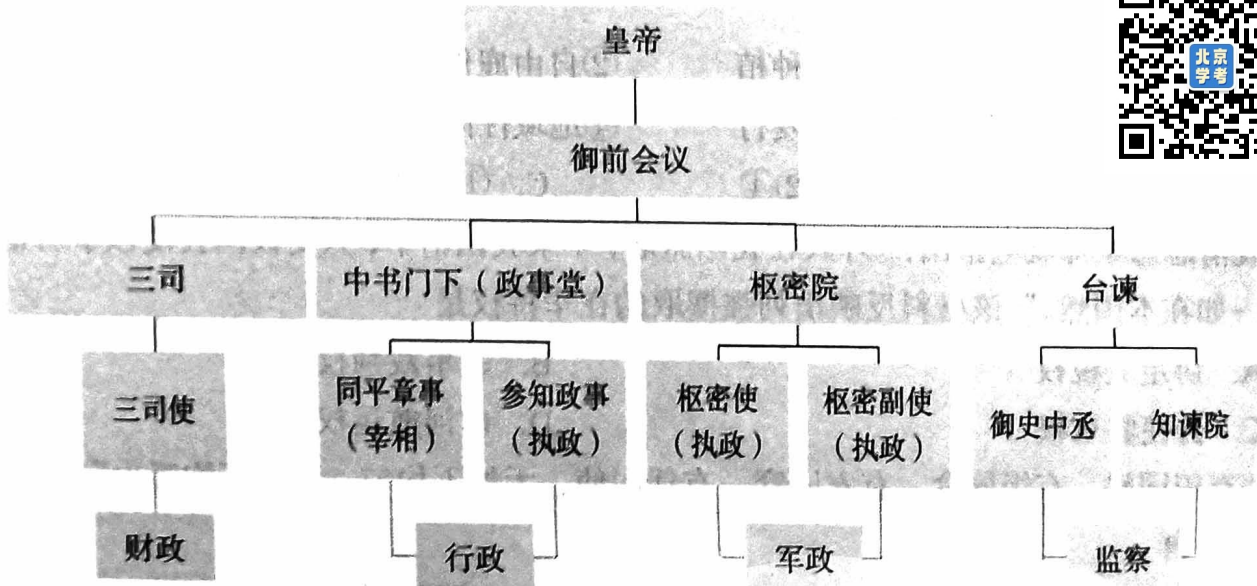 皇帝
北京
学考
御前会议
三司
中书门下（政事堂）
枢密院
台谏
三司使
同平章事
（宰相）
参知政事
（执政）
枢密使
（执政）
枢密副使
（执政）
御史中丞
知谏院
财政
行政
军政
监察